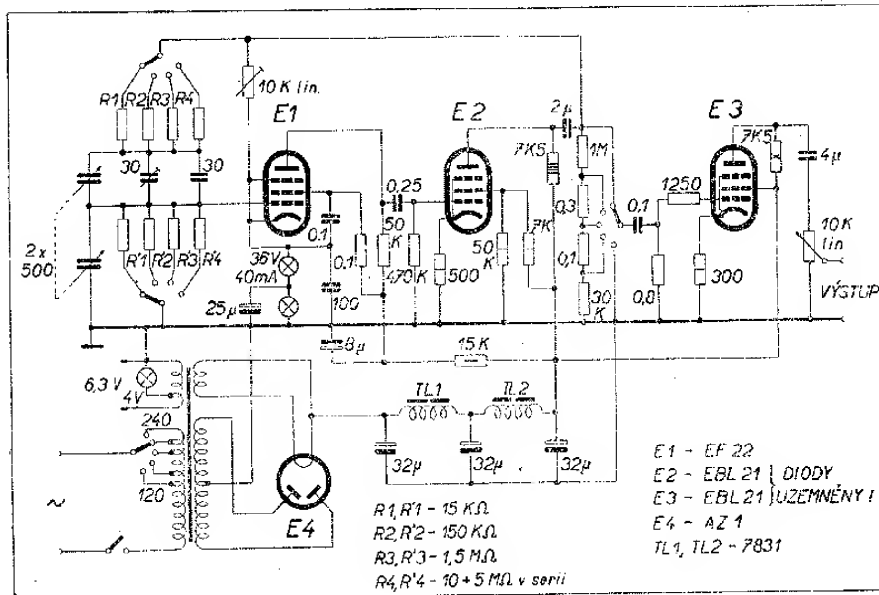 R1 R2 R3 R4
10 K lin.
E1
E2
2µ
E3
30
30
7K5
1M
7K5
4µ
0,25
1250
0,3
0,1
2x
500
R'1 R'2 R'3 R'4
0.1
50
K
0.1
470 K
500
50
K
7K
0,1
30
K
0,8
300
10 K
lin
36V
40mA
100
25µ
8µ
VÝSTUP
15 K
6,3 V
4V
TL1
TL2
240
120
32µ
32µ
32µ
~
E4
R1, R'1 - 15 KΩ
R2, R'2 - 150 KΩ
R3, R'3 - 1,5 MΩ
R4, R'4 - 10 + 5 MΩ v serii
E1 - EF 22
E2 - EBL 21 } DIODY
E3 - EBL 21 } UZEMNĚNY !
E4 - AZ 1
TL1, TL2 - 7831